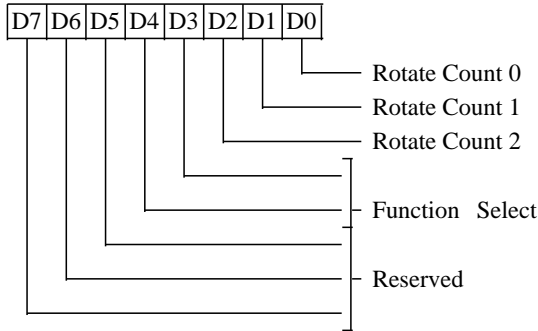 D7 D6 D5 D4 D3 D2 D1 D0
Rotate Count 0
Rotate Count 1
Rotate Count 2
Function Select
Reserved